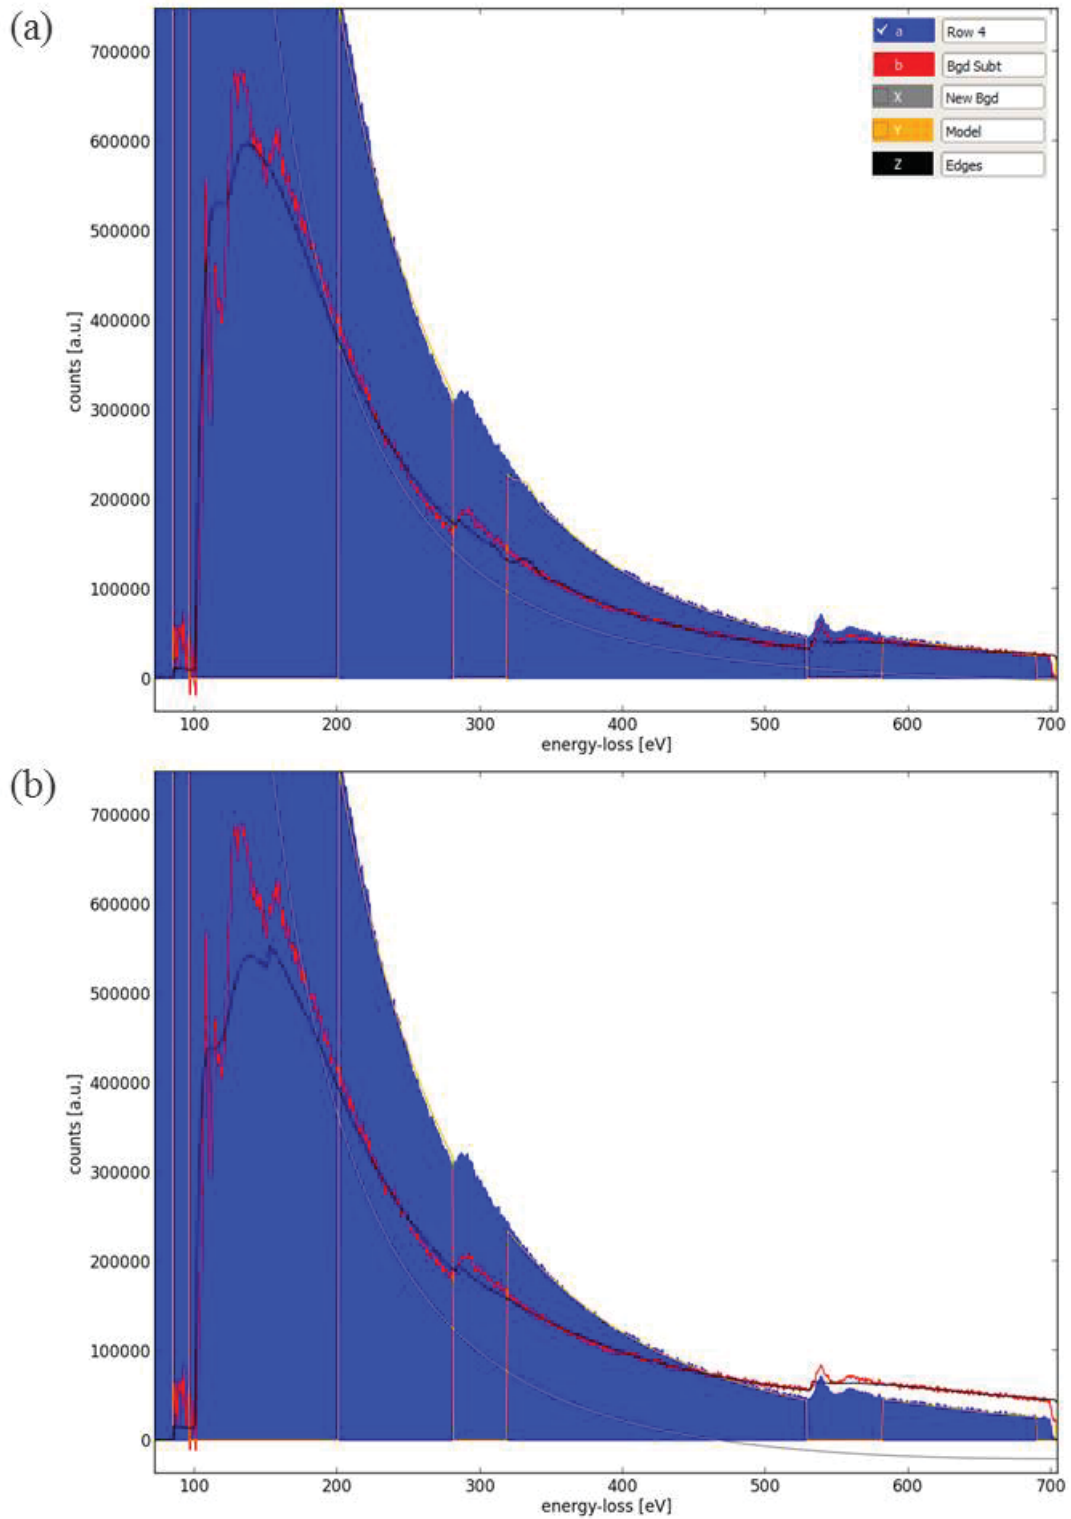 (a)
700000
600000
500000
400000
300000
200000
100000
0
counts [a.u.]
a Row 4
b Bgd Subt
X New Bgd
Y Model
Z Edges
100 200 300 400 500 600 700
energy-loss [eV]
(b)
700000
600000
500000
400000
300000
200000
100000
0
counts [a.u.]
100 200 300 400 500 600 700
energy-loss [eV]